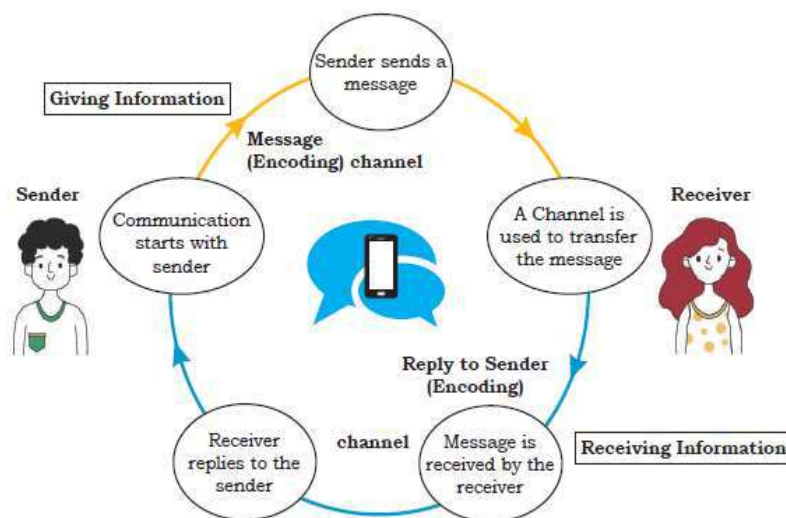 Sender sends a
message
Giving Information
Message
(Encoding) channel
Sender
Receiver
Communication
starts with
sender
A Channel is
used to transfer
the message
Reply to Sender
(Encoding)
Receiver
replies to the
sender
channel
Message is
received by the
receiver
Receiving Information